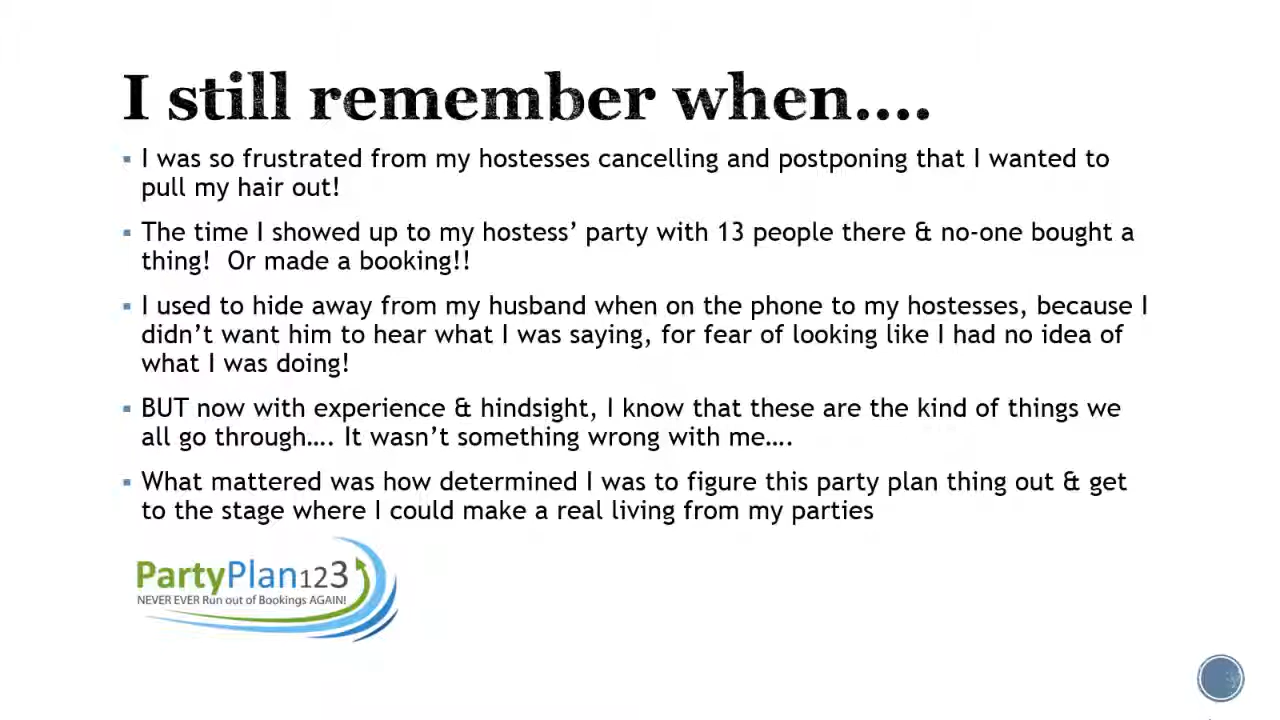 I still remember when....
▪ I was so frustrated from my hostesses cancelling and postponing that I wanted to
pull my hair out!
▪ The time I showed up to my hostess’ party with 13 people there & no-one bought a
thing!  Or made a booking!!
▪ I used to hide away from my husband when on the phone to my hostesses, because I
didn’t want him to hear what I was saying, for fear of looking like I had no idea of
what I was doing!
▪ BUT now with experience & hindsight, I know that these are the kind of things we
all go through…. It wasn’t something wrong with me….
▪ What mattered was how determined I was to figure this party plan thing out & get
to the stage where I could make a real living from my parties
PartyPlan123
NEVER EVER Run out of Bookings AGAIN!